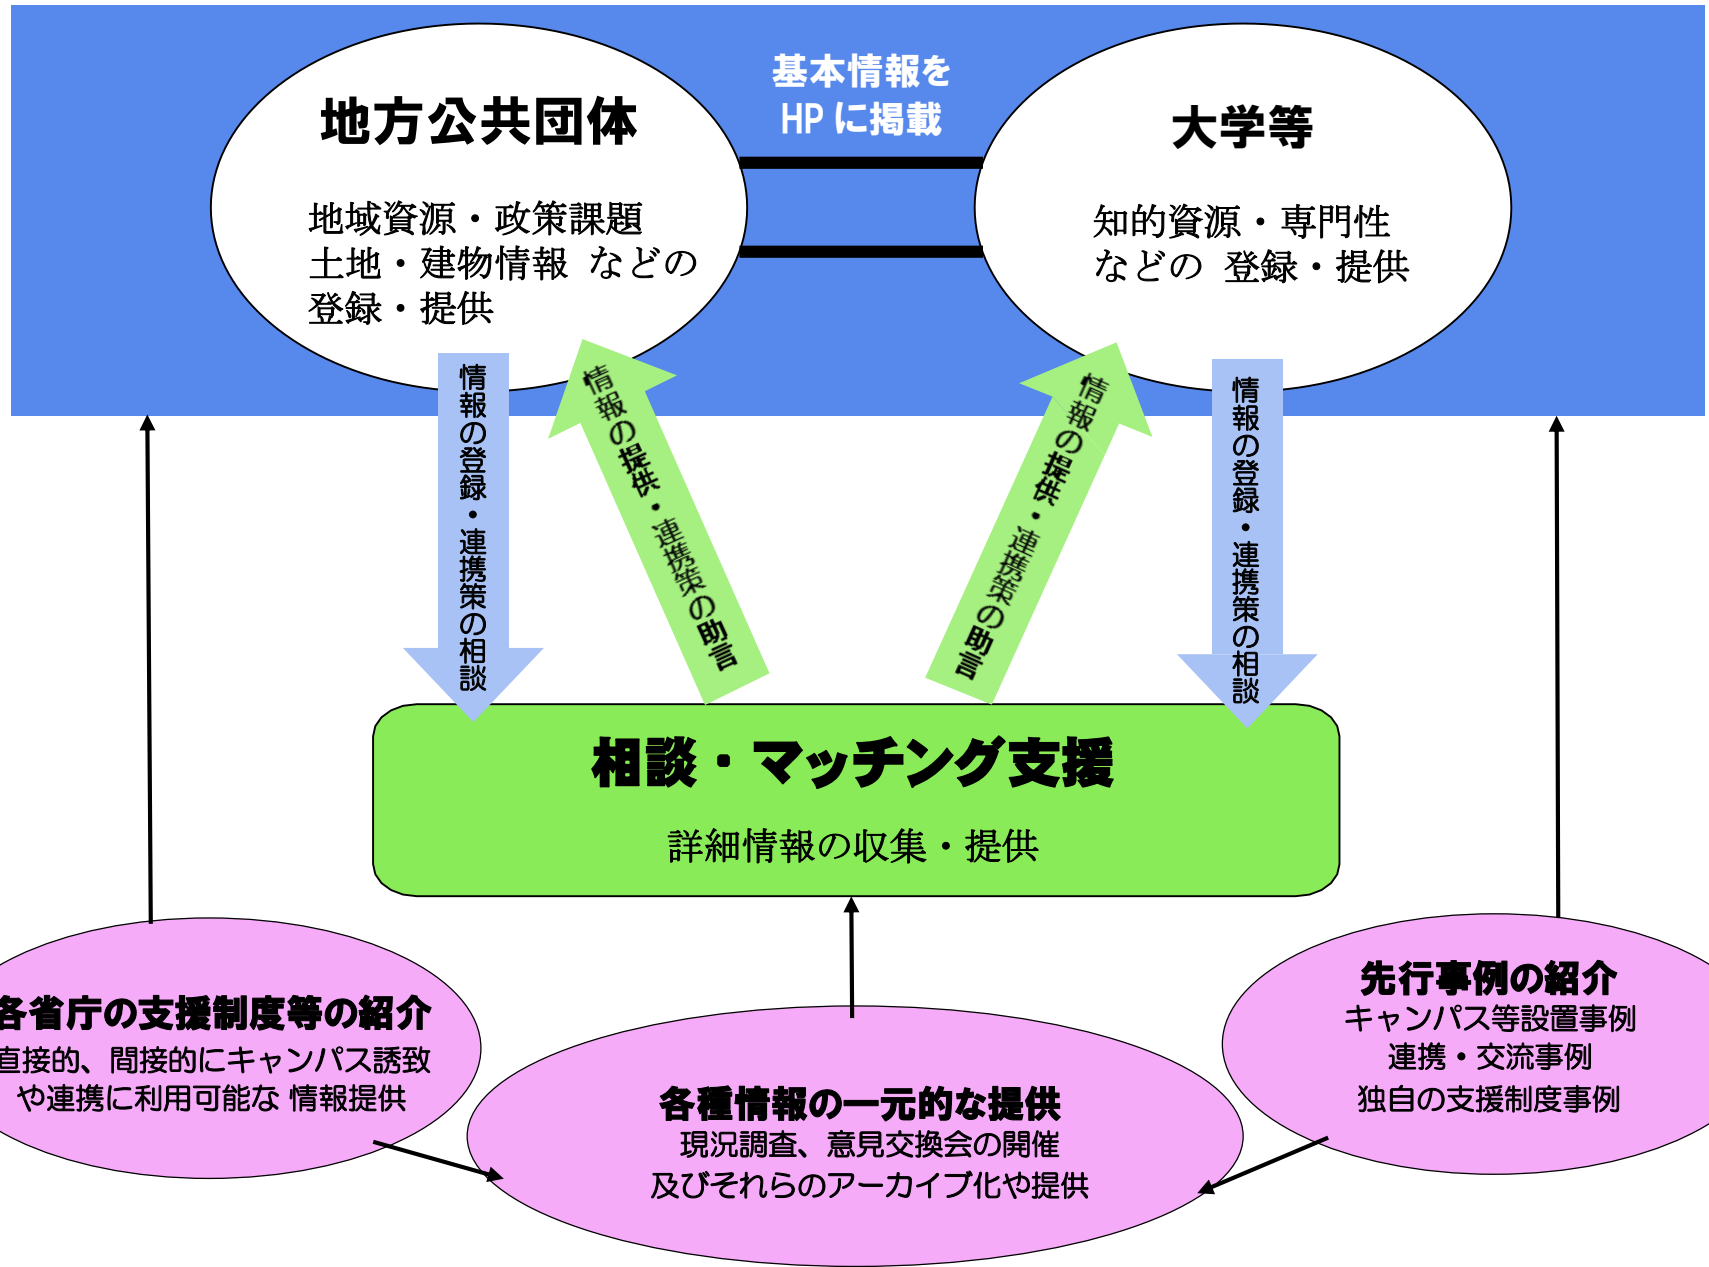 地方公共団体
地域資源・政策課題
土地・建物情報 などの
登録・提供
基本情報を
HPに掲載
大学等
知的資源・専門性
などの 登録・提供
情報の登録・連携策の相談
情報の提供・連携策の助言
情報の提供・連携策の助言
情報の登録・連携策の相談
相談・マッチング支援
詳細情報の収集・提供
各省庁の支援制度等の紹介
直接的、間接的にキャンパス誘致
や連携に利用可能な 情報提供
各種情報の一元的な提供
現況調査、意見交換会の開催
及びそれらのアーカイブ化や提供
先行事例の紹介
キャンパス等設置事例
連携・交流事例
独自の支援制度事例